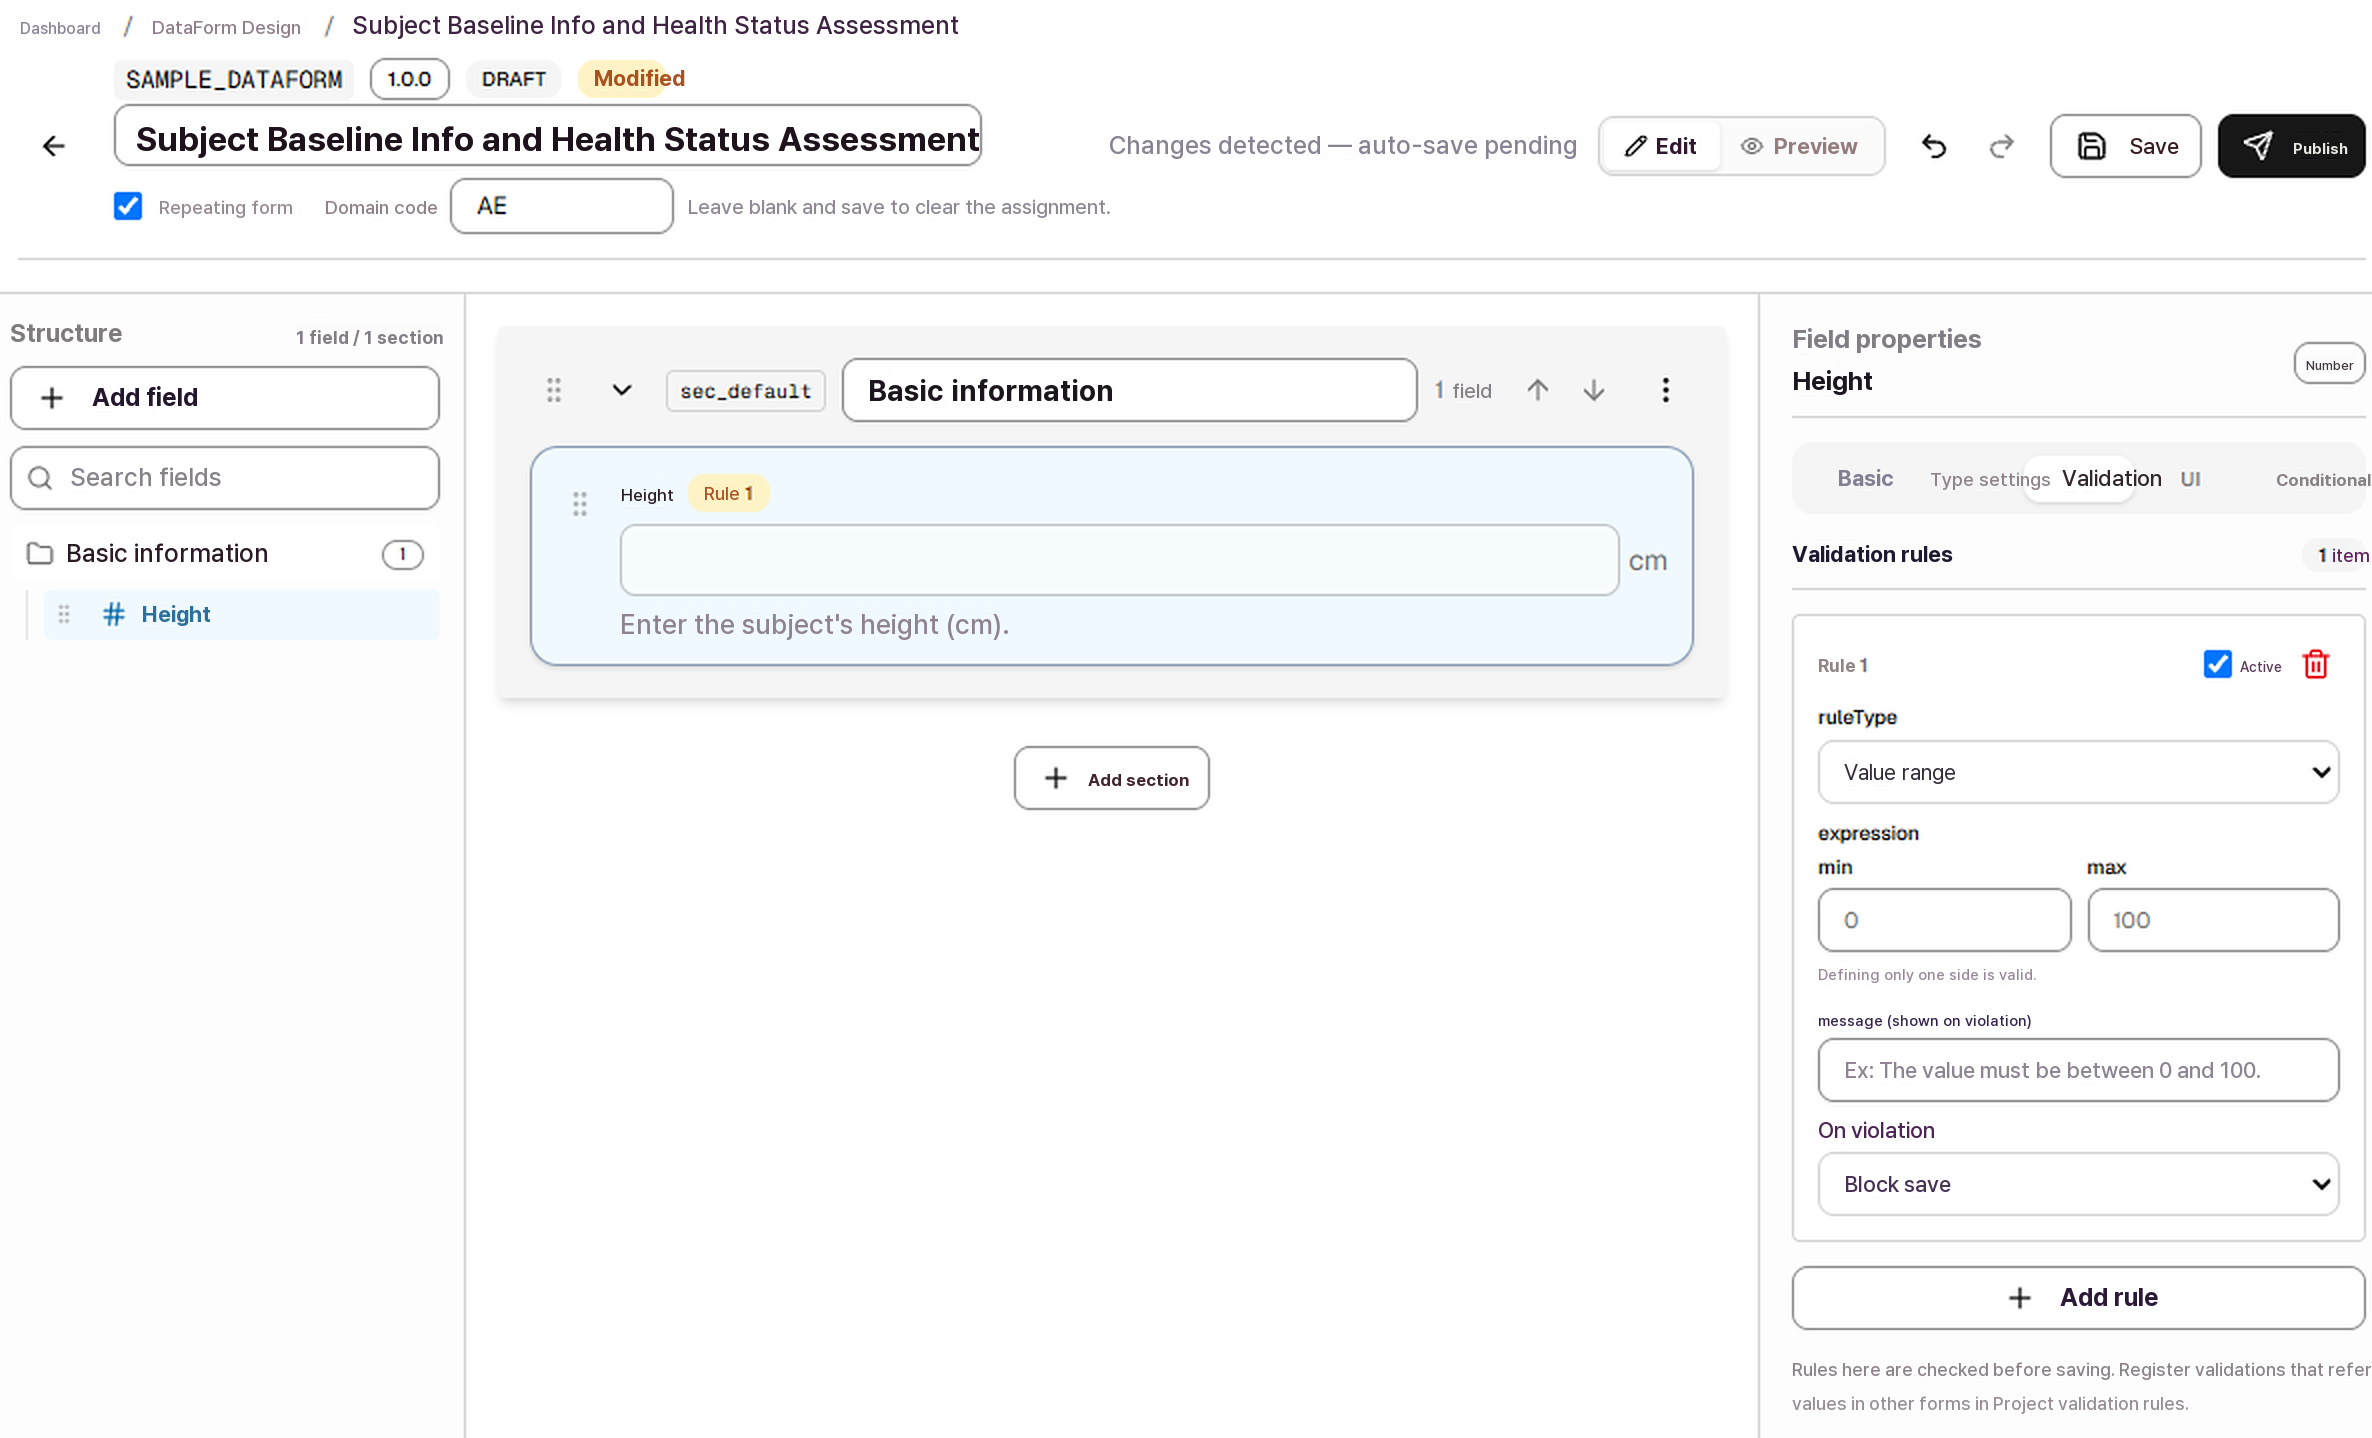 Dashboard / DataForm Design / Subject Baseline Info and Health Status Assessment
SAMPLE_DATAFORM 1.0.0 DRAFT Modified
Subject Baseline Info and Health Status Assessment
Changes detected — auto-save pending
Edit Preview
Save
Publish
Repeating form Domain code AE Leave blank and save to clear the assignment.
Structure 1 field / 1 section
Add field
Search fields
Basic information 1
Height
sec_default Basic information 1 field
Height Rule 1
cm
Enter the subject's height (cm).
Add section
Field properties
Height
Number
Basic Type settings Validation UI Conditional
Validation rules 1 item
Rule 1 Active
ruleType
Value range
expression
min max
0 100
Defining only one side is valid.
message (shown on violation)
Ex: The value must be between 0 and 100.
On violation
Block save
Add rule
Rules here are checked before saving. Register validations that refer
values in other forms in Project validation rules.